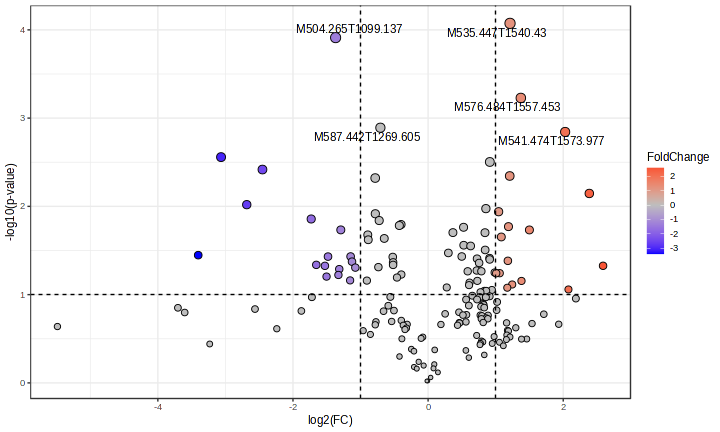 M504.265T1099.137
M535.447T1540.43
M576.484T1557.453
M587.442T1269.605
M541.474T1573.977
4
3
2
1
0
-log10(p-value)
-4
-2
0
2
log2(FC)
FoldChange
2
1
0
-1
-2
-3